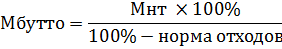 Мбутто = Мнт ×100%
100% − норма отходов